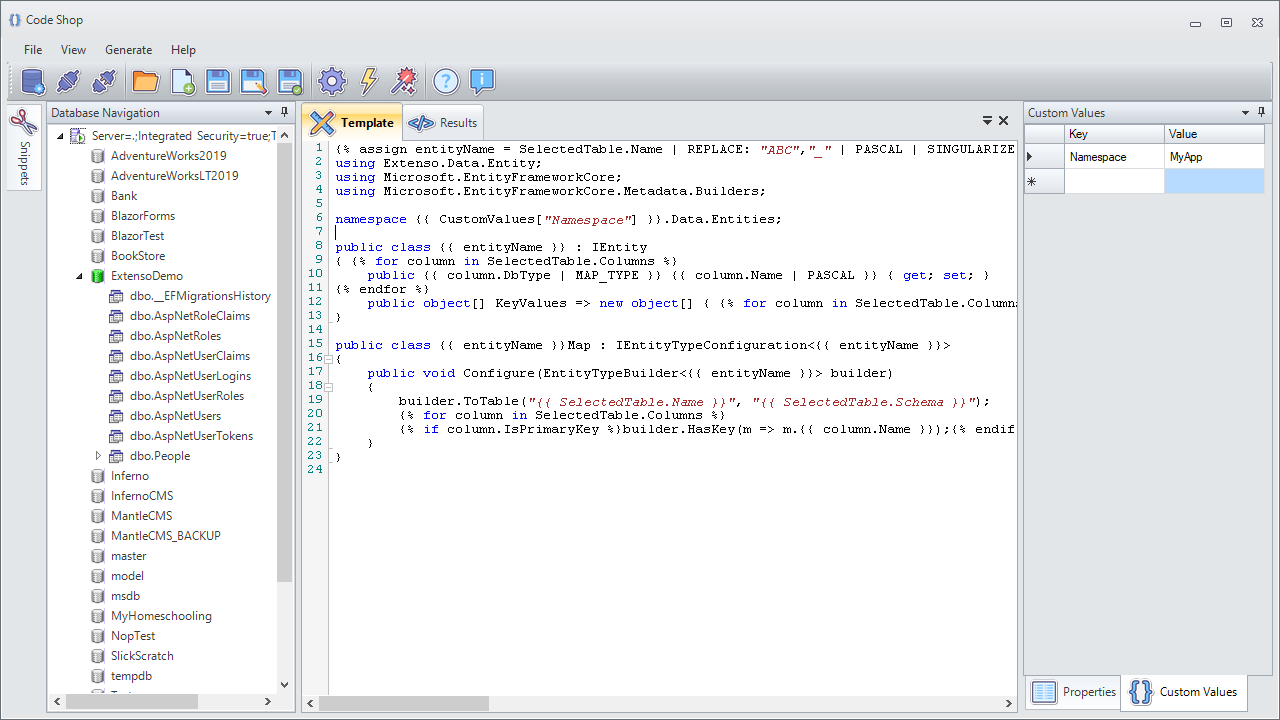 Code Shop
File View Generate Help
Snippets
Database Navigation
Server=.;Integrated Security=true;T
AdventureWorks2019
AdventureWorksLT2019
Bank
BlazorForms
BlazorTest
BookStore
ExtensoDemo
dbo.__EFMigrationsHistory
dbo.AspNetRoleClaims
dbo.AspNetRoles
dbo.AspNetUserClaims
dbo.AspNetUserLogins
dbo.AspNetUserRoles
dbo.AspNetUsers
dbo.AspNetUserTokens
dbo.People
Inferno
InfernoCMS
MantleCMS
MantleCMS_BACKUP
master
model
msdb
MyHomeschooling
NopTest
SlickScratch
tempdb
Template Results
1 {% assign entityName = SelectedTable.Name | REPLACE: "ABC","_" | PASCAL | SINGULARIZE
2 using Extenso.Data.Entity;
3 using Microsoft.EntityFrameworkCore;
4 using Microsoft.EntityFrameworkCore.Metadata.Builders;
5
6 namespace {{ CustomValues["Namespace"] }}.Data.Entities;
7
8 public class {{ entityName }} : IEntity
9 { {% for column in SelectedTable.Columns %}
10 public {{ column.DbType | MAP_TYPE }} {{ column.Name | PASCAL }} { get; set; }
11 {% endfor %}
12 public object[] KeyValues => new object[] { {% for column in SelectedTable.Columns
13 }
14
15 public class {{ entityName }}Map : IEntityTypeConfiguration<{{ entityName }}>
16 {
17 public void Configure(EntityTypeBuilder<{{ entityName }}> builder)
18 {
19 builder.ToTable("{{ SelectedTable.Name }}", "{{ SelectedTable.Schema }}");
20 {% for column in SelectedTable.Columns %}
21 {% if column.IsPrimaryKey %}builder.HasKey(m => m.{{ column.Name }});{% endif
22 }
23 }
24
Custom Values
Key Value
Namespace MyApp
Properties Custom Values